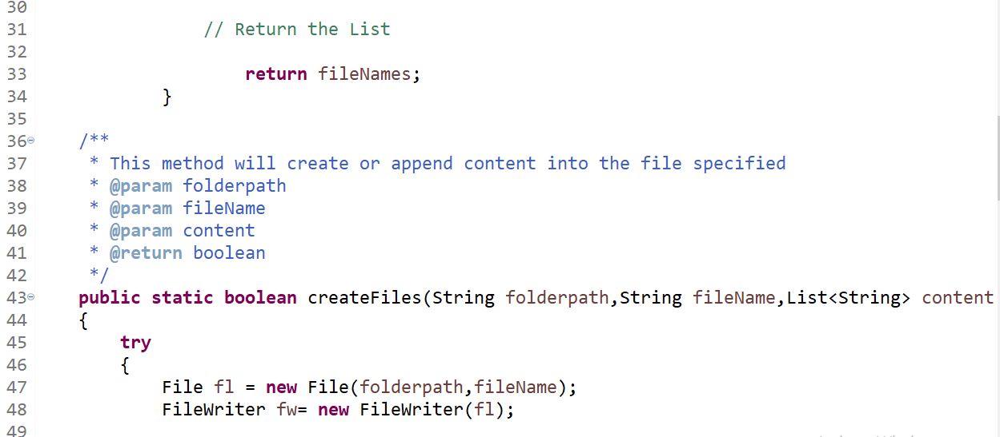 30
31 // Return the List
32
33 return fileNames;
34 }
35
36 /**
37 * This method will create or append content into the file specified
38 * @param folderpath
39 * @param fileName
40 * @param content
41 * @return boolean
42 */
43 public static boolean createFiles(String folderpath,String fileName,List<String> content
44 {
45 try
46 {
47 File fl = new File(folderpath,fileName);
48 FileWriter fw= new FileWriter(fl);
49